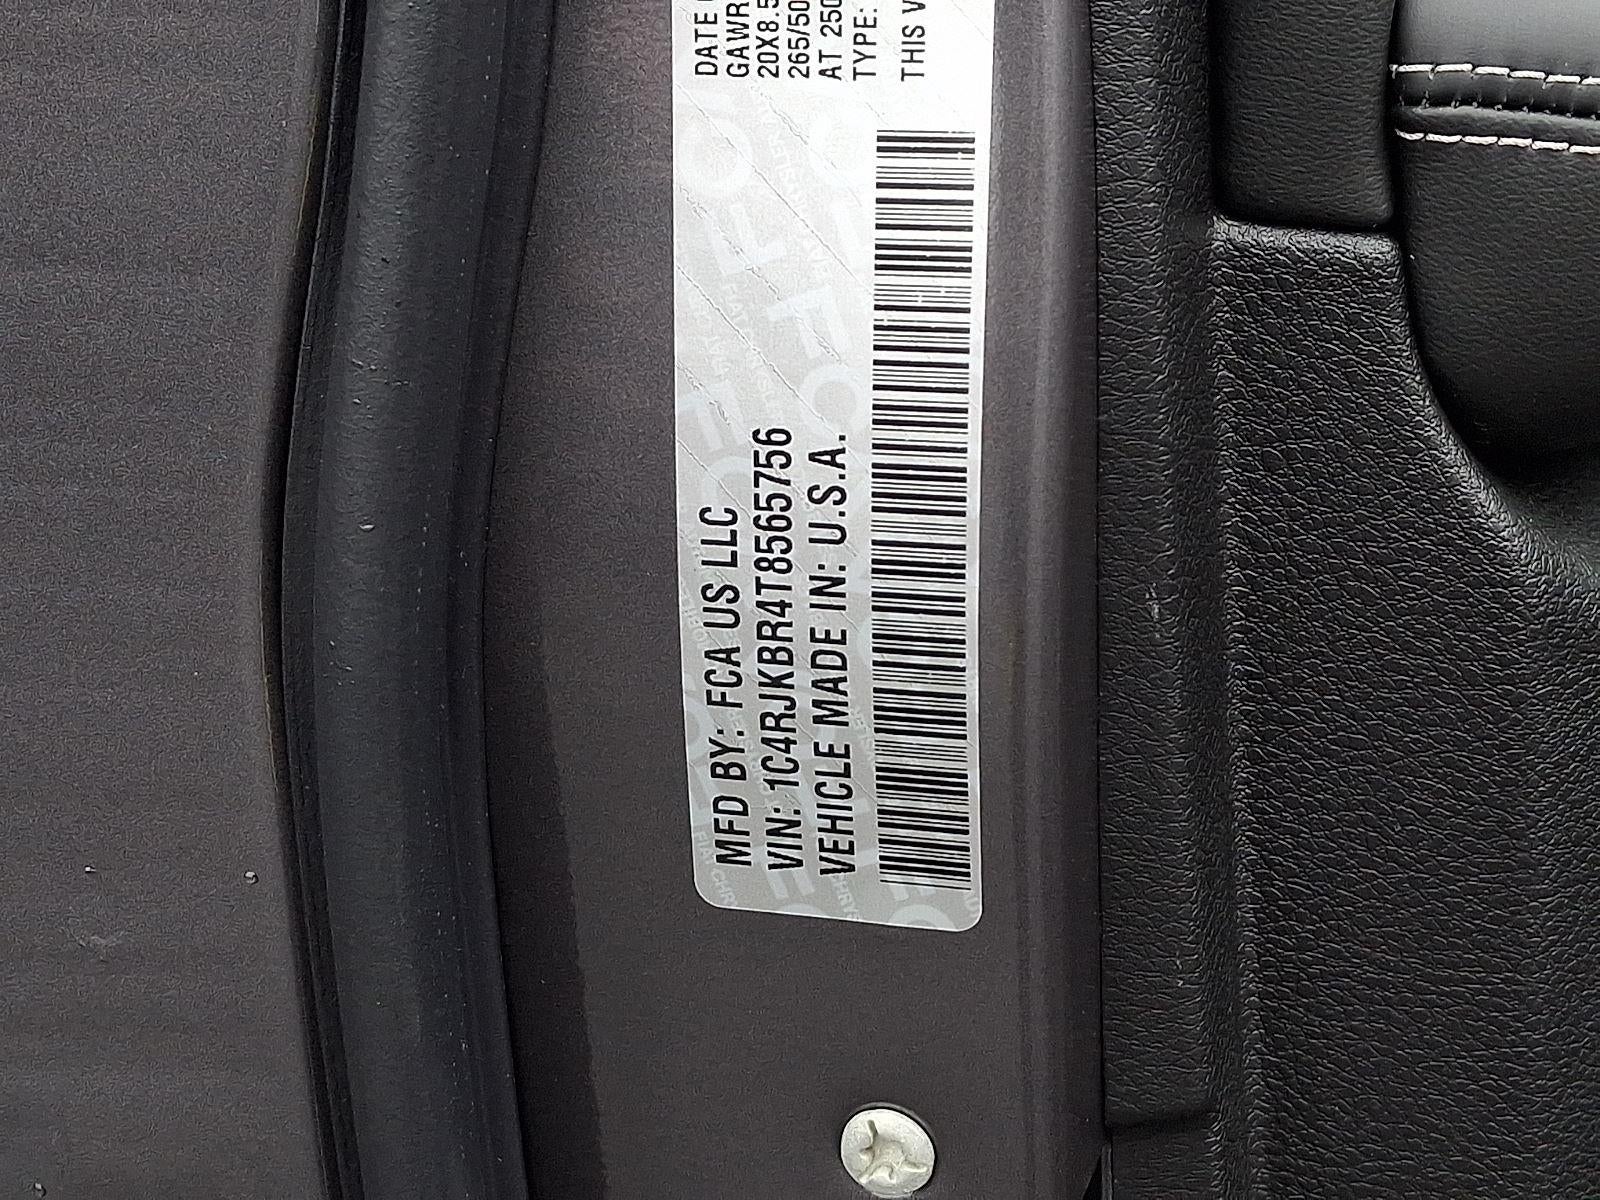 MFD BY: FCA US LLC
VIN: 1C4RJKBR4T8565756
VEHICLE MADE IN: U.S.A.
DATE
GAWR
20X8.5
265/50
AT 250
TYPE:
THIS